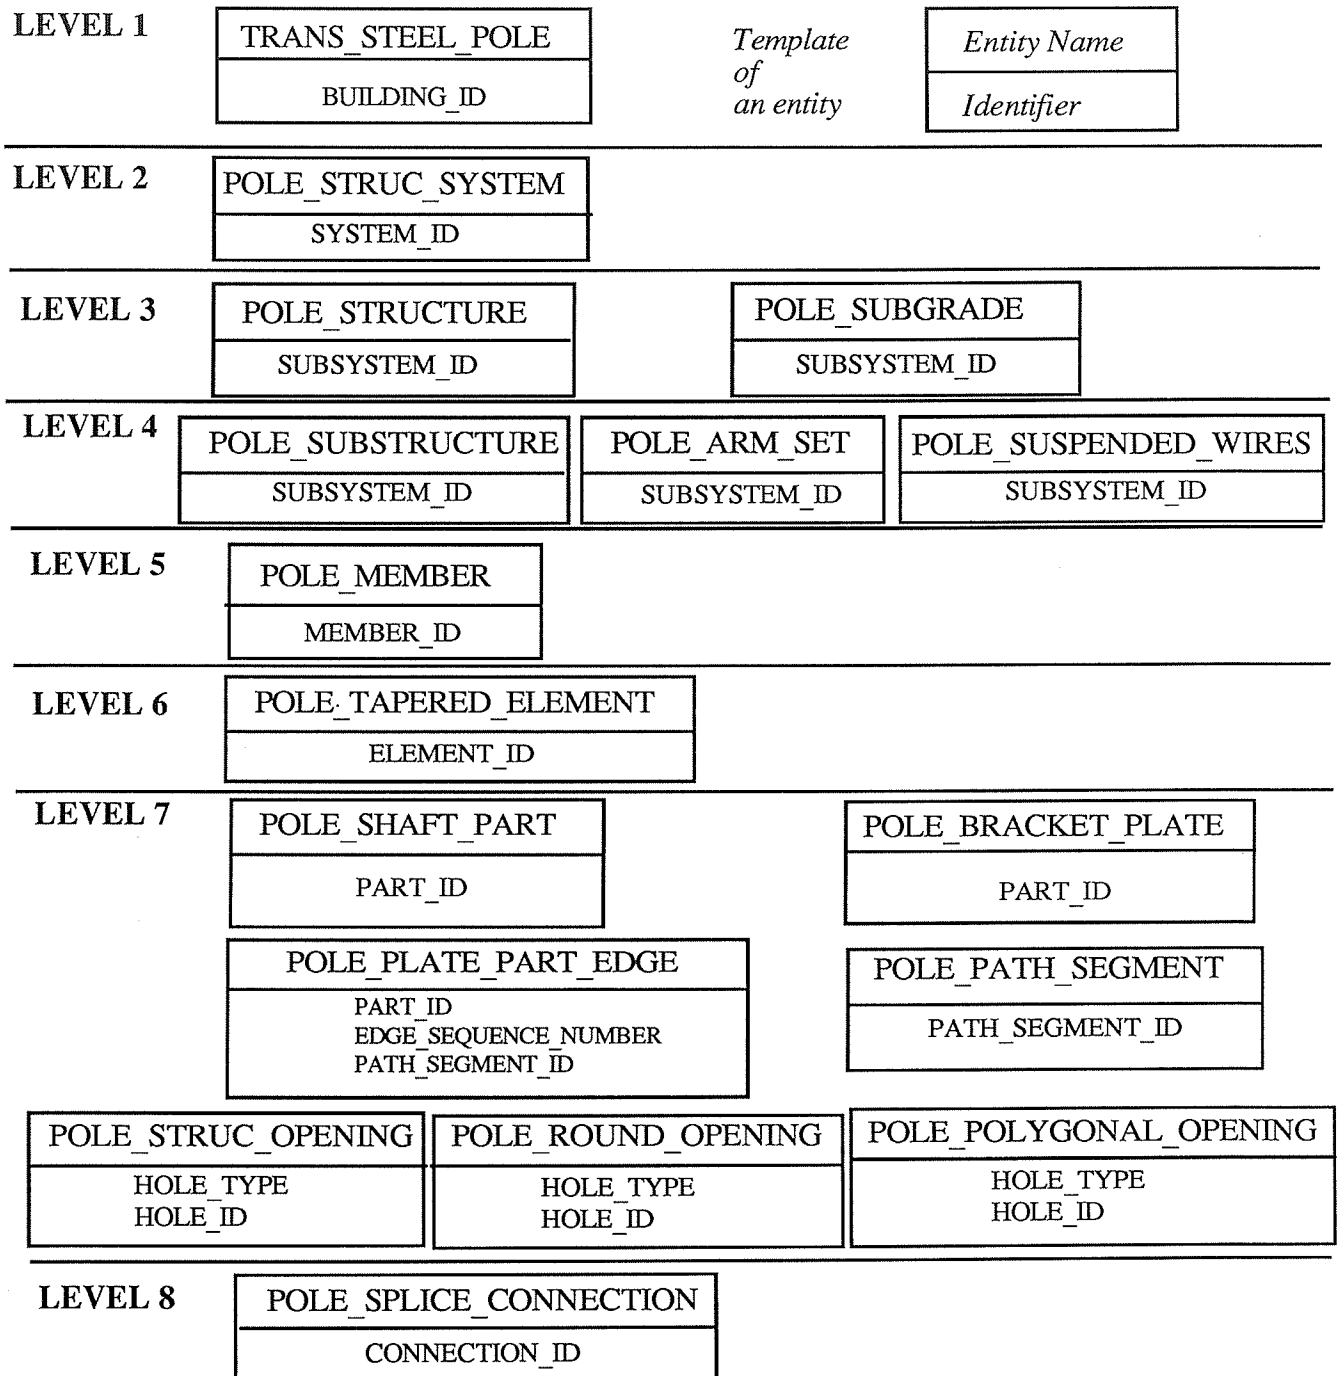 LEVEL 1
TRANS_STEEL_POLE
BUILDING_ID
Template
of
an entity
Entity Name
Identifier
LEVEL 2
POLE_STRUC_SYSTEM
SYSTEM_ID
LEVEL 3
POLE_STRUCTURE
SUBSYSTEM_ID
POLE_SUBGRADE
SUBSYSTEM_ID
LEVEL 4
POLE_SUBSTRUCTURE
SUBSYSTEM_ID
POLE_ARM_SET
SUBSYSTEM_ID
POLE_SUSPENDED_WIRES
SUBSYSTEM_ID
LEVEL 5
POLE_MEMBER
MEMBER_ID
LEVEL 6
POLE_TAPERED_ELEMENT
ELEMENT_ID
LEVEL 7
POLE_SHAFT_PART
PART_ID
POLE_BRACKET_PLATE
PART_ID
POLE_PLATE_PART_EDGE
PART_ID
EDGE_SEQUENCE_NUMBER
PATH_SEGMENT_ID
POLE_PATH_SEGMENT
PATH_SEGMENT_ID
POLE_STRUC_OPENING
HOLE_TYPE
HOLE_ID
POLE_ROUND_OPENING
HOLE_TYPE
HOLE_ID
POLE_POLYGONAL_OPENING
HOLE_TYPE
HOLE_ID
LEVEL 8
POLE_SPLICE_CONNECTION
CONNECTION_ID